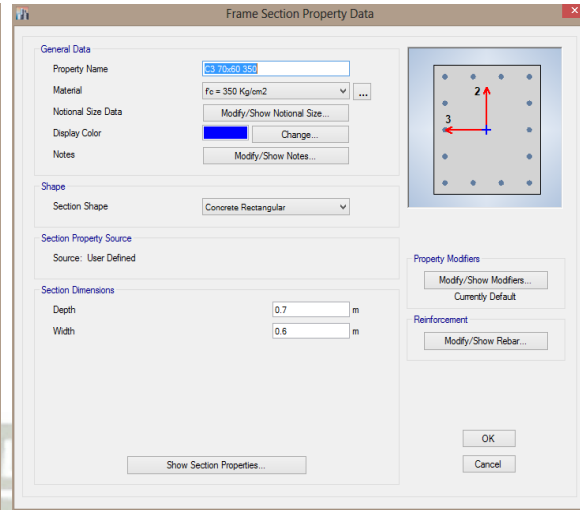 Frame Section Property Data
General Data
Property Name C3 70x60 350
Material f'c = 350 Kg/cm2 ...
Notional Size Data Modify/Show Notional Size...
Display Color Change...
Notes Modify/Show Notes...
2
3
Shape
Section Shape Concrete Rectangular
Section Property Source
Source: User Defined
Property Modifiers
Modify/Show Modifiers...
Currently Default
Section Dimensions
Depth 0.7 m
Width 0.6 m
Reinforcement
Modify/Show Rebar...
Show Section Properties...
OK
Cancel